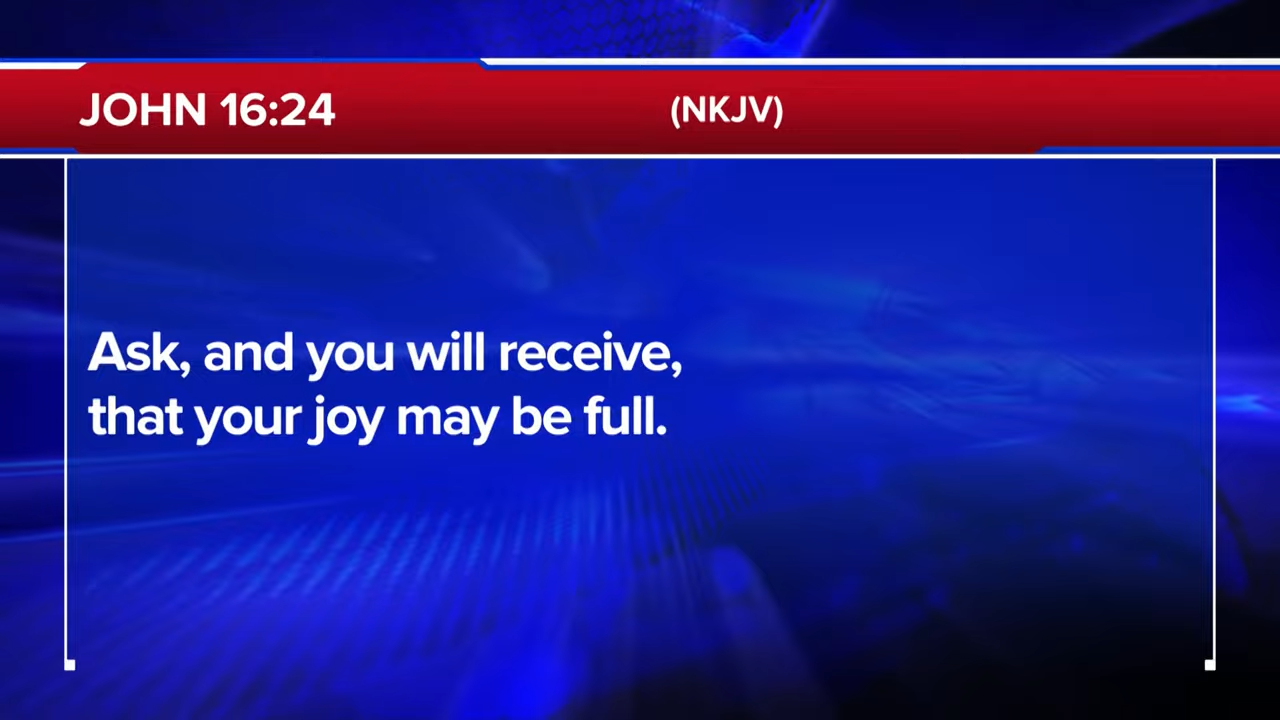 JOHN 16:24 (NKJV)
Ask, and you will receive,
that your joy may be full.